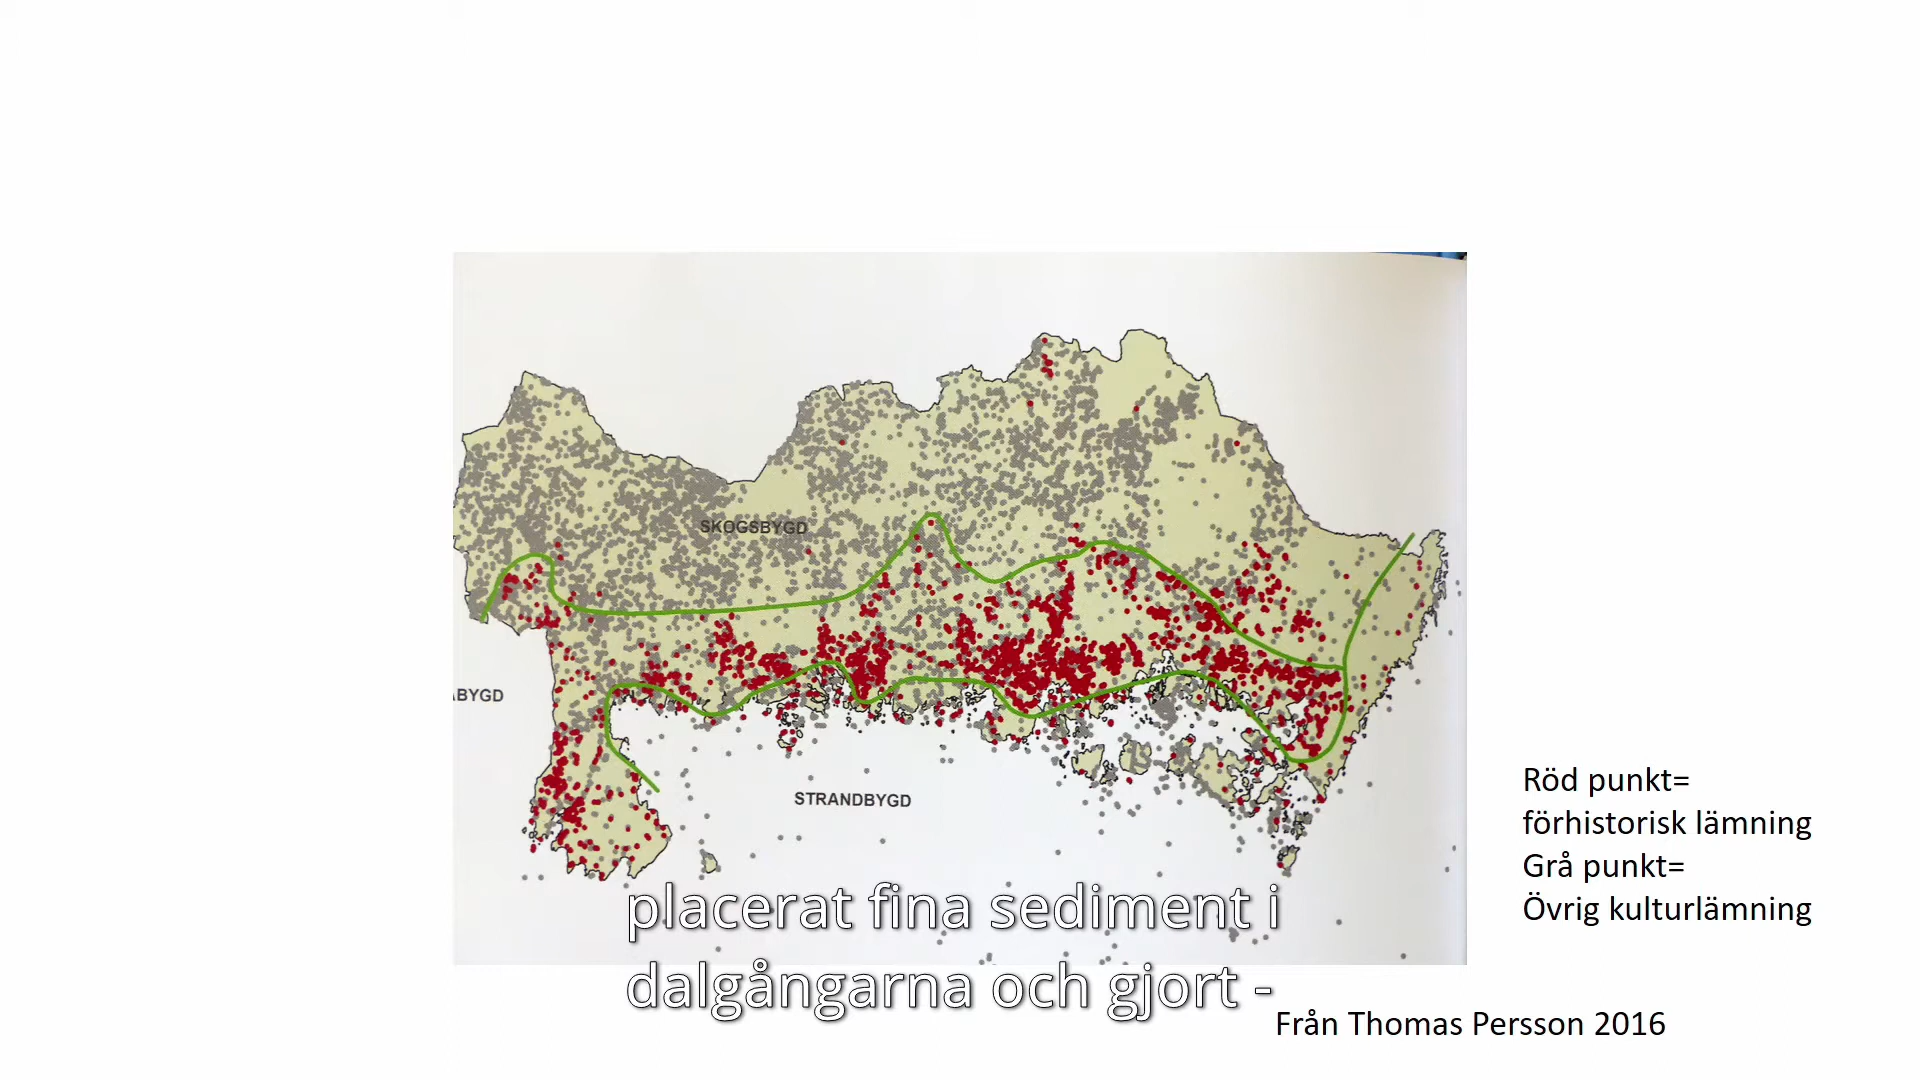 SKOGSBYGD
ABYGD
STRANDBYGD
Röd punkt=
förhistorisk lämning
Grå punkt=
Övrig kulturlämning
placerat fina sediment i
dalgångarna och gjort -
Från Thomas Persson 2016